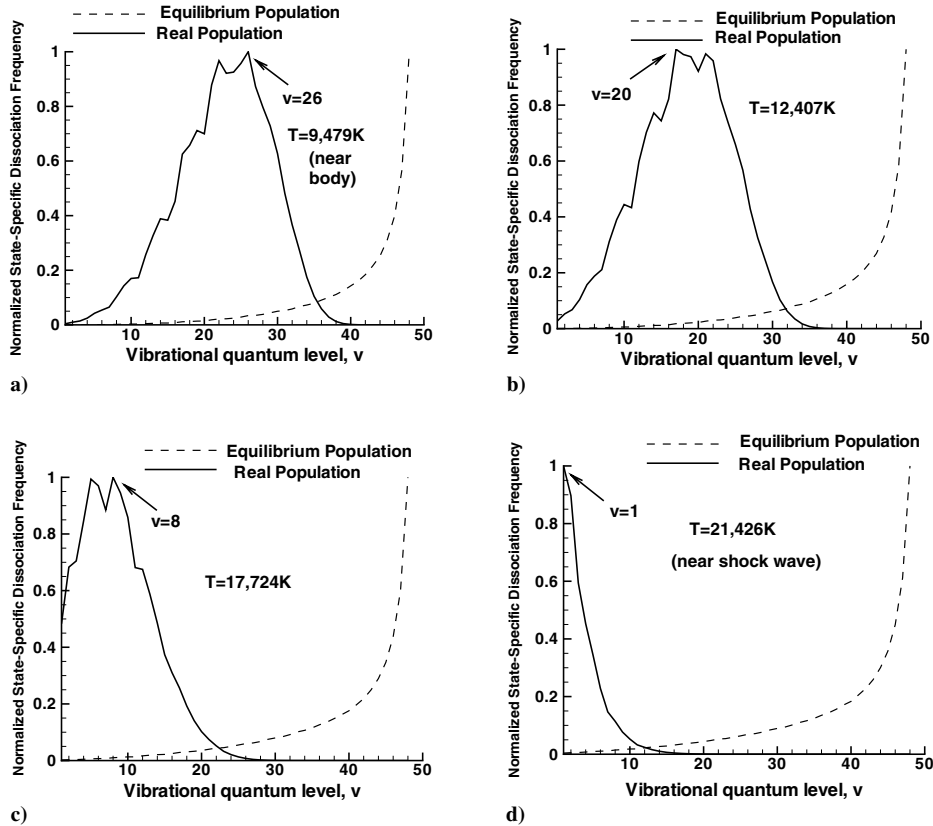 Equilibrium Population
Real Population
Normalized State-Specific Dissociation Frequency
1
0.8
0.6
0.4
0.2
0
v=26
T=9,479K
(near
body)
10
20
30
40
50
Vibrational quantum level, v
a)
Equilibrium Population
Real Population
Normalized State-Specific Dissociation Frequency
1
0.8
0.6
0.4
0.2
0
v=20
T=12,407K
10
20
30
40
50
Vibrational quantum level, v
b)
Equilibrium Population
Real Population
Normalized State-Specific Dissociation Frequency
1
0.8
0.6
0.4
0.2
0
v=8
T=17,724K
10
20
30
40
50
Vibrational quantum level, v
c)
Equilibrium Population
Real Population
Normalized State-Specific Dissociation Frequency
1
0.8
0.6
0.4
0.2
0
v=1
T=21,426K
(near shock wave)
10
20
30
40
50
Vibrational quantum level, v
d)